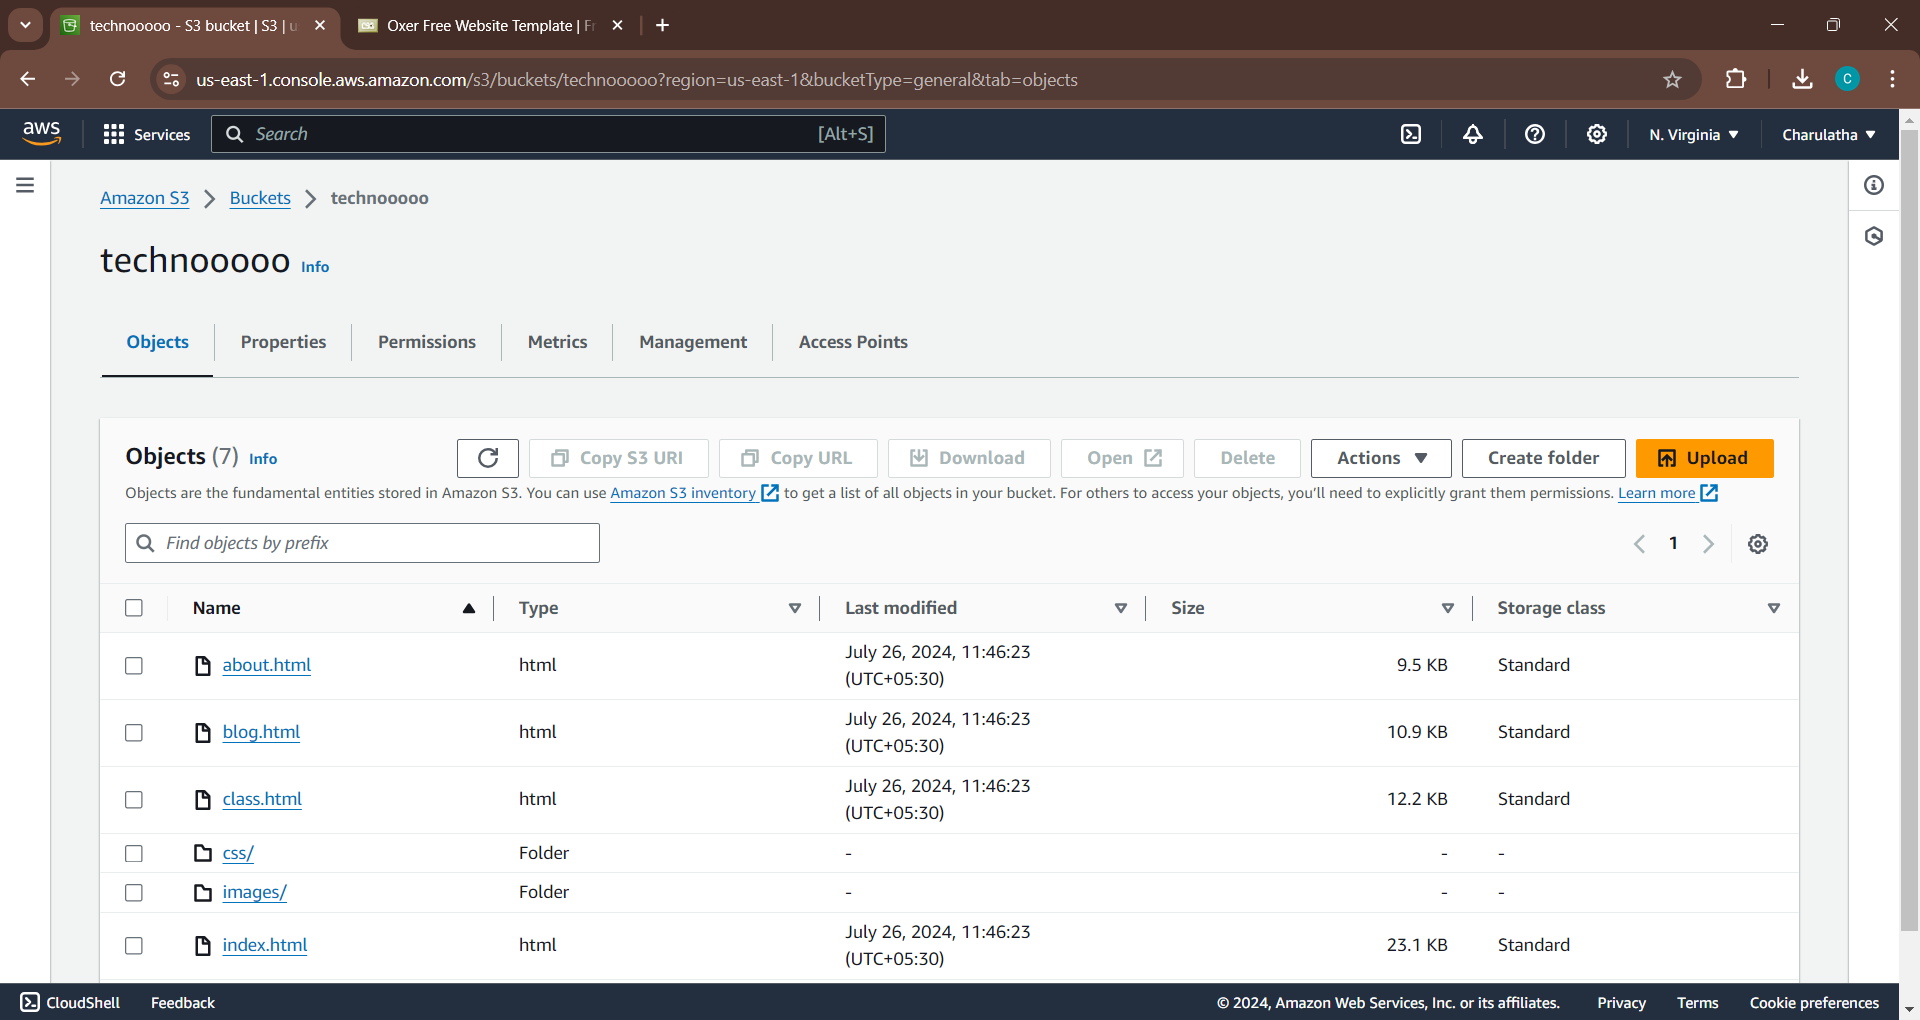 technooooo - S3 bucket | S3 | u
Oxer Free Website Template | Fr
us-east-1.console.aws.amazon.com/s3/buckets/technooooo?region=us-east-1&bucketType=general&tab=objects
C
aws
Services
Search
[Alt+S]
N. Virginia
Charulatha
Amazon S3
Buckets
technooooo
technooooo Info
Objects
Properties
Permissions
Metrics
Management
Access Points
Objects (7) Info
Copy S3 URI
Copy URL
Download
Open
Delete
Actions
Create folder
Upload
Objects are the fundamental entities stored in Amazon S3. You can use Amazon S3 inventory to get a list of all objects in your bucket. For others to access your objects, you'll need to explicitly grant them permissions. Learn more
Find objects by prefix
1
Name Type Last modified Size Storage class
about.html html July 26, 2024, 11:46:23 (UTC+05:30) 9.5 KB Standard
blog.html html July 26, 2024, 11:46:23 (UTC+05:30) 10.9 KB Standard
class.html html July 26, 2024, 11:46:23 (UTC+05:30) 12.2 KB Standard
css/ Folder - - -
images/ Folder - - -
index.html html July 26, 2024, 11:46:23 (UTC+05:30) 23.1 KB Standard
CloudShell
Feedback
© 2024, Amazon Web Services, Inc. or its affiliates.
Privacy
Terms
Cookie preferences